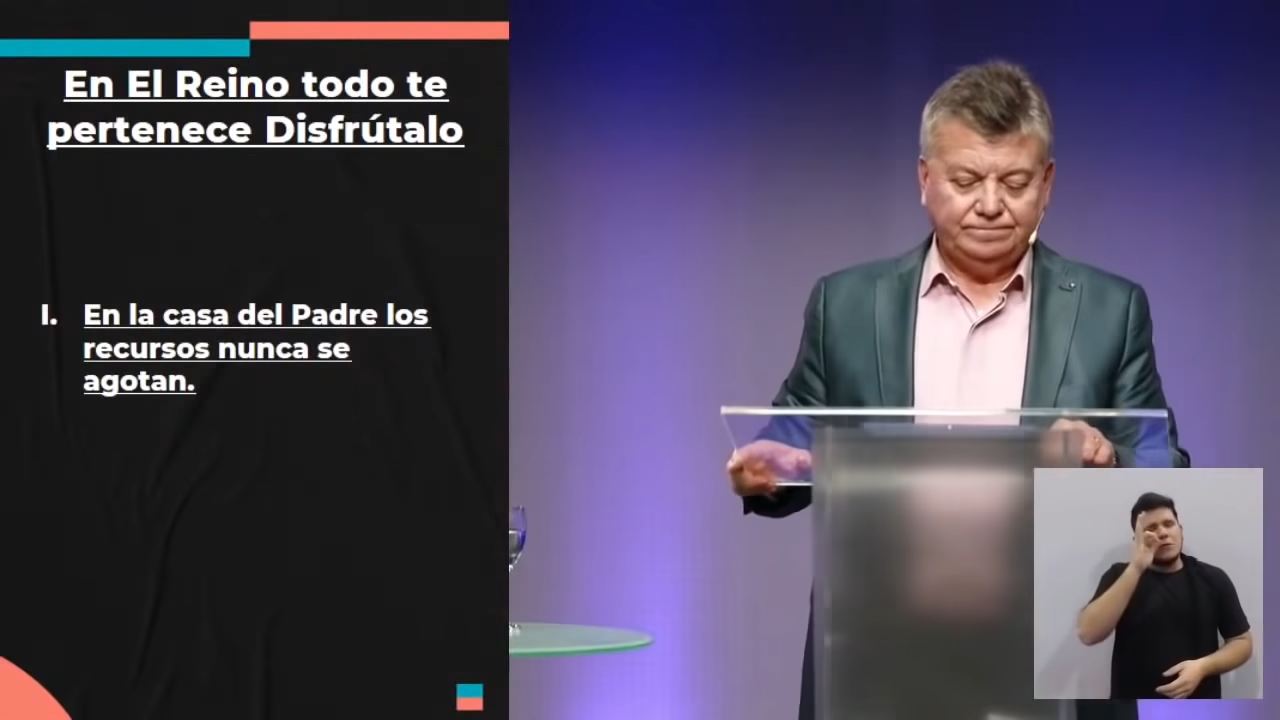 En El Reino todo te
pertenece Disfrútalo
I. En la casa del Padre los
recursos nunca se
agotan.